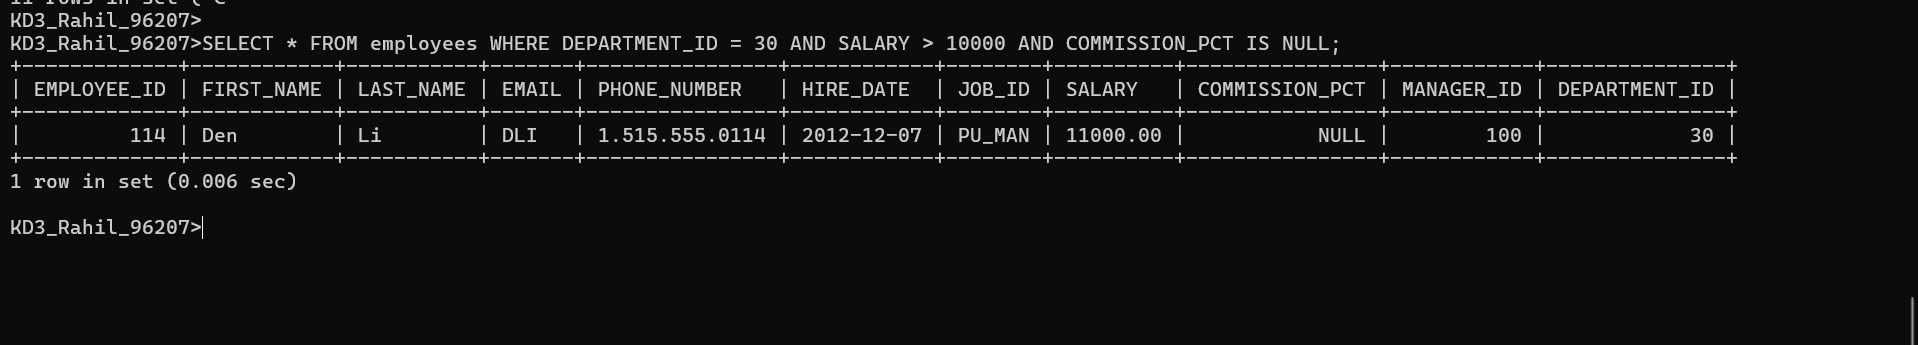 KD3_Rahil_96207>
KD3_Rahil_96207>SELECT * FROM employees WHERE DEPARTMENT_ID = 30 AND SALARY > 10000 AND COMMISSION_PCT IS NULL;
+-------------+------------+-----------+-------+----------------+------------+--------+----------+----------------+------------+---------------+
| EMPLOYEE_ID | FIRST_NAME | LAST_NAME | EMAIL | PHONE_NUMBER   | HIRE_DATE  | JOB_ID | SALARY   | COMMISSION_PCT | MANAGER_ID | DEPARTMENT_ID |
+-------------+------------+-----------+-------+----------------+------------+--------+----------+----------------+------------+---------------+
|         114 | Den        | Li        | DLI   | 1.515.555.0114 | 2012-12-07 | PU_MAN | 11000.00 |           NULL |        100 |            30 |
+-------------+------------+-----------+-------+----------------+------------+--------+----------+----------------+------------+---------------+
1 row in set (0.006 sec)
KD3_Rahil_96207>